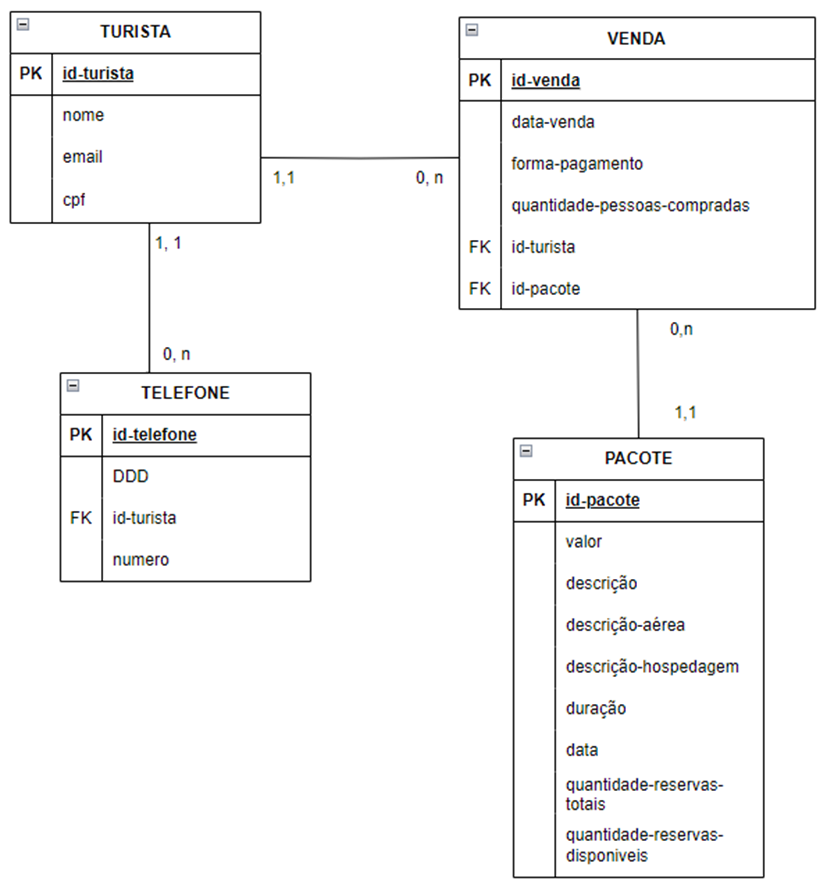 TURISTA
PK id-turista
nome
email
cpf
1,1
0, n
VENDA
PK id-venda
data-venda
forma-pagamento
quantidade-pessoas-compradas
FK id-turista
FK id-pacote
1, 1
0, n
TELEFONE
PK id-telefone
DDD
FK id-turista
numero
0,n
1,1
PACOTE
PK id-pacote
valor
descrição
descrição-aérea
descrição-hospedagem
duração
data
quantidade-reservas-
totais
quantidade-reservas-
disponiveis